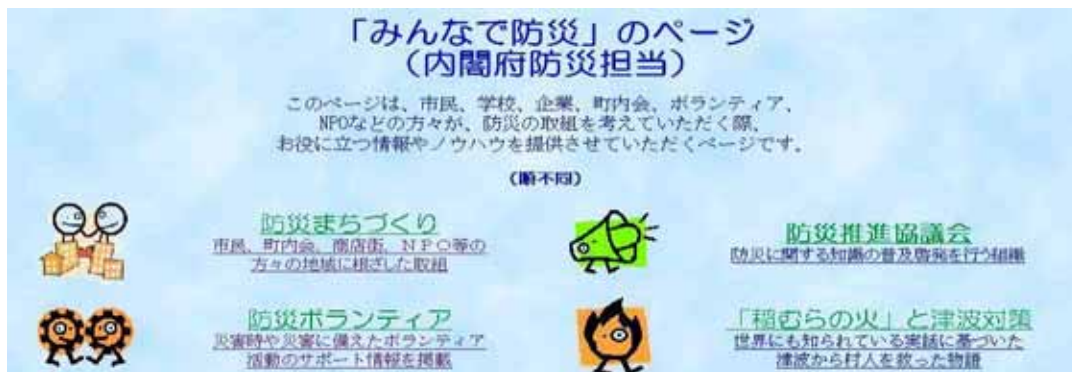 「みんなで防災」のページ
（内閣府防災担当）
このページは、市民、学校、企業、町内会、ボランティア、
NPOなどの方々が、防災の取組を考えていただく際、
お役に立つ情報やノウハウを提供させていただくページです。
（順不同）
防災まちづくり
市民、町内会、商店街、ＮＰＯ等の
方々の地域に根ざした取組
防災推進協議会
防災に関する知識の普及啓発を行う組織
防災ボランティア
災害時や災害に備えたボランティア
活動のサポート情報を掲載
「稲むらの火」と津波対策
世界にも知られている実話に基づいた
津波から村人を救った物語